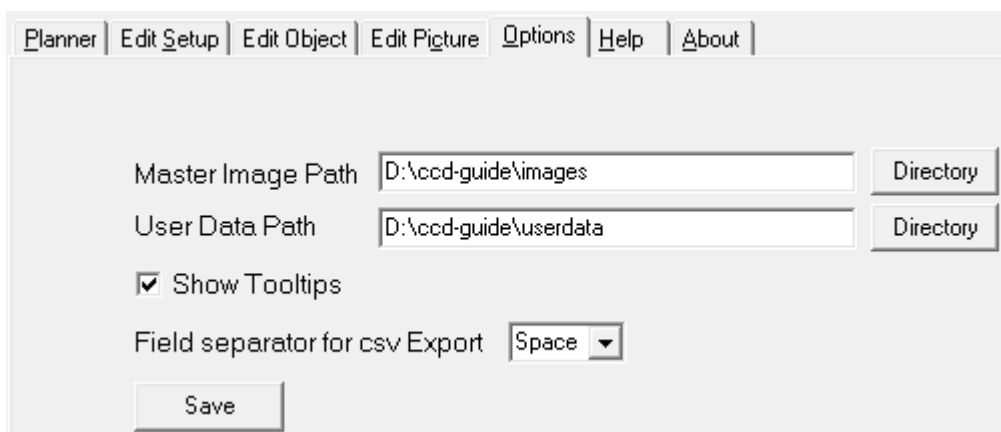 Planner Edit Setup Edit Object Edit Picture Options Help About
Master Image Path D:\ccd-guide\images Directory
User Data Path D:\ccd-guide\userdata Directory
Show Tooltips
Field separator for csv Export Space
Save